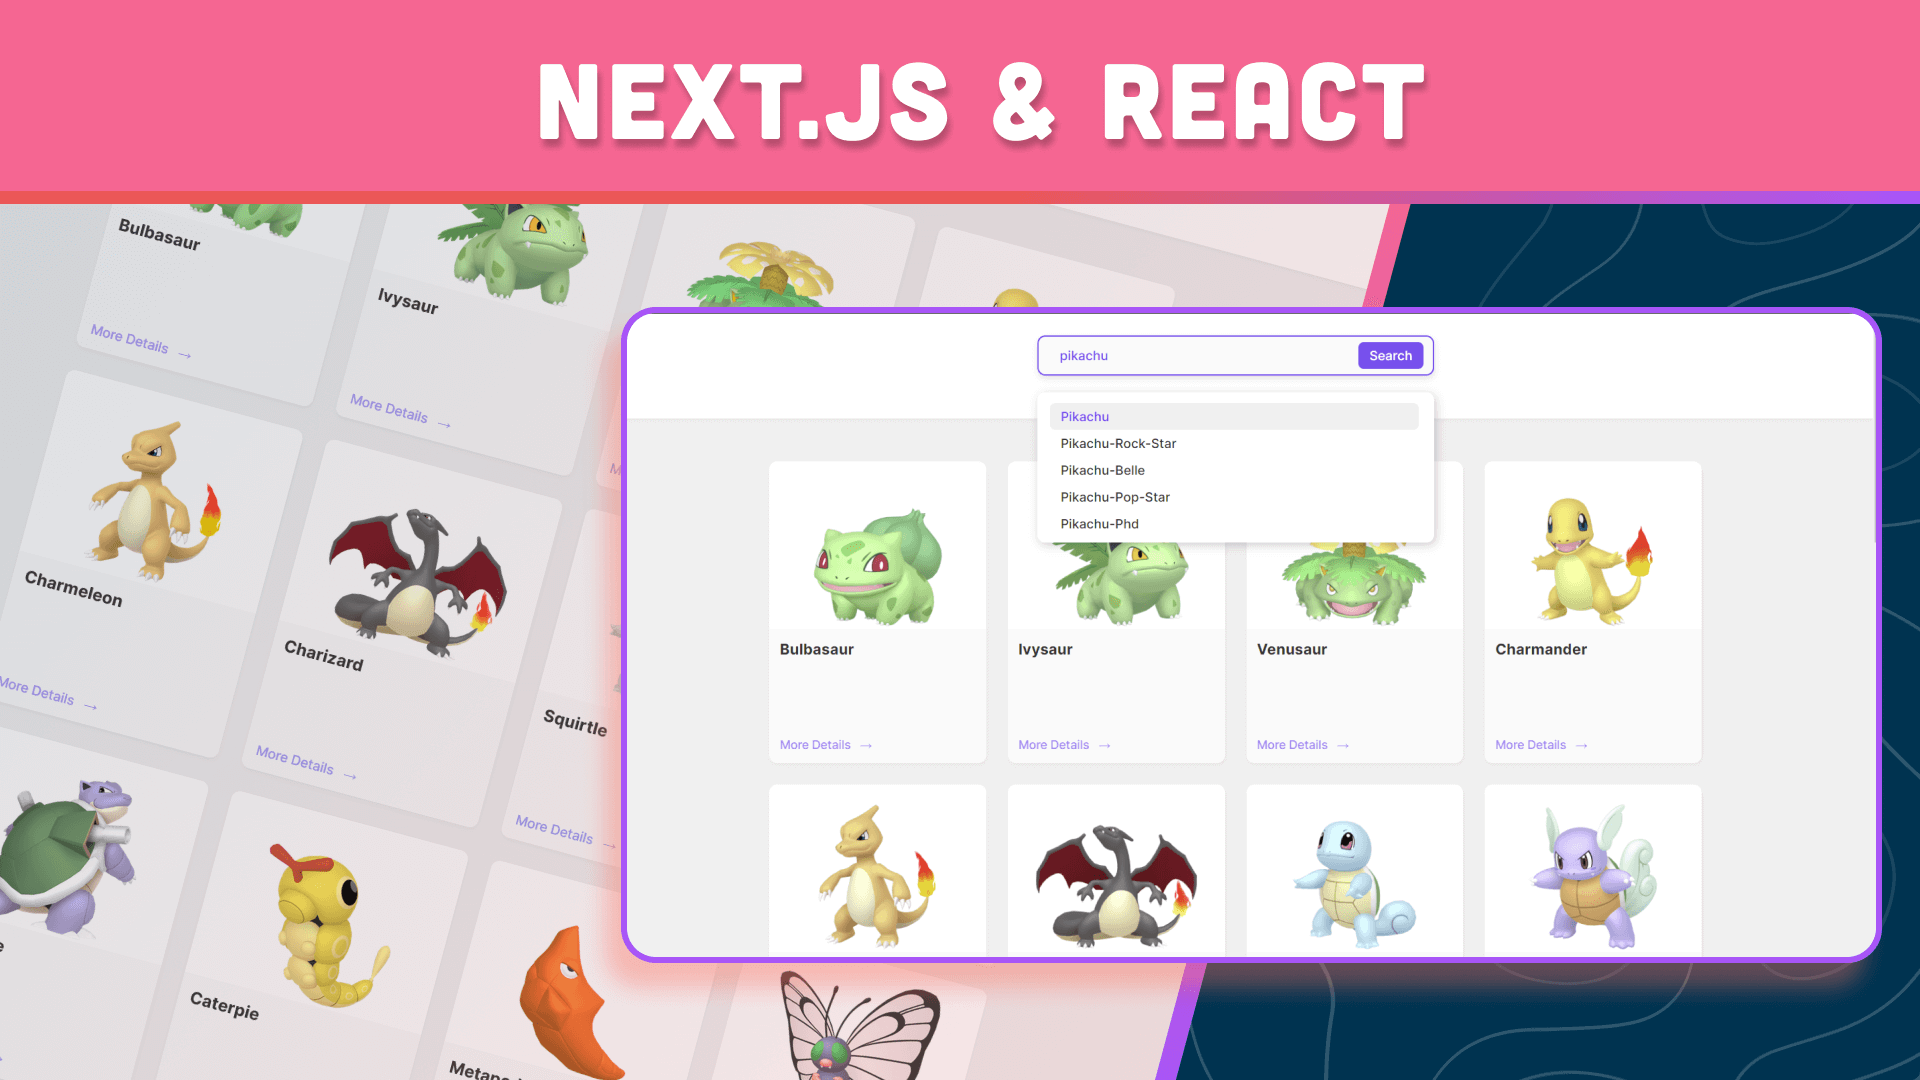 NEXT.JS & REACT
Bulbasaur
More Details →
Ivysaur
More Details →
Charmeleon
More Details →
Charizard
More Details →
Squirtle
More Details →
Caterpie
pikachu
Search
Pikachu
Pikachu-Rock-Star
Pikachu-Belle
Pikachu-Pop-Star
Pikachu-Phd
Bulbasaur
More Details →
Ivysaur
More Details →
Venusaur
More Details →
Charmander
More Details →